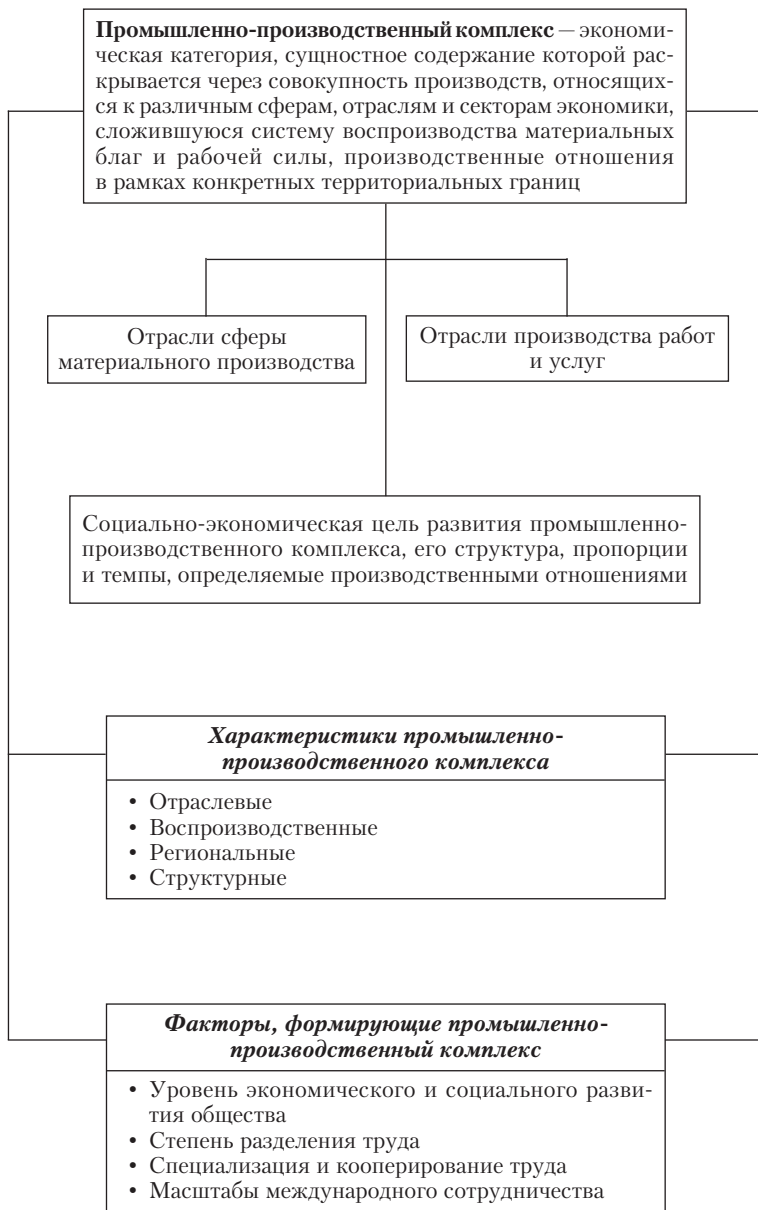 Промышленно-производственный комплекс — экономи-
ческая категория, сущностное содержание которой рас-
крывается через совокупность производств, относящих-
ся к различным сферам, отраслям и секторам экономики,
сложившуюся систему воспроизводства материальных
благ и рабочей силы, производственные отношения
в рамках конкретных территориальных границ
Отрасли сферы
материального производства
Отрасли производства работ
и услуг
Социально-экономическая цель развития промышленно-
производственного комплекса, его структура, пропорции
и темпы, определяемые производственными отношениями
Характеристики промышленно-
производственного комплекса
• Отраслевые
• Воспроизводственные
• Региональные
• Структурные
Факторы, формирующие промышленно-
производственный комплекс
• Уровень экономического и социального разви-
тия общества
• Степень разделения труда
• Специализация и кооперирование труда
• Масштабы международного сотрудничества